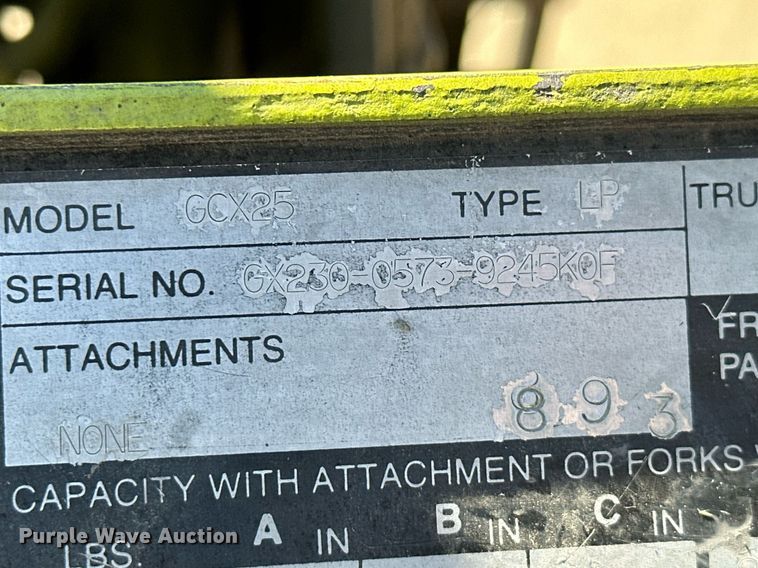 MODEL GCX25 TYPE LP TRU
SERIAL NO. GX230-0573-9245KOF
FR
ATTACHMENTS
PA
8 9 3
NONE
CAPACITY WITH ATTACHMENT OR FORKS
A IN B IN C IN
LBS.
Purple Wave Auction